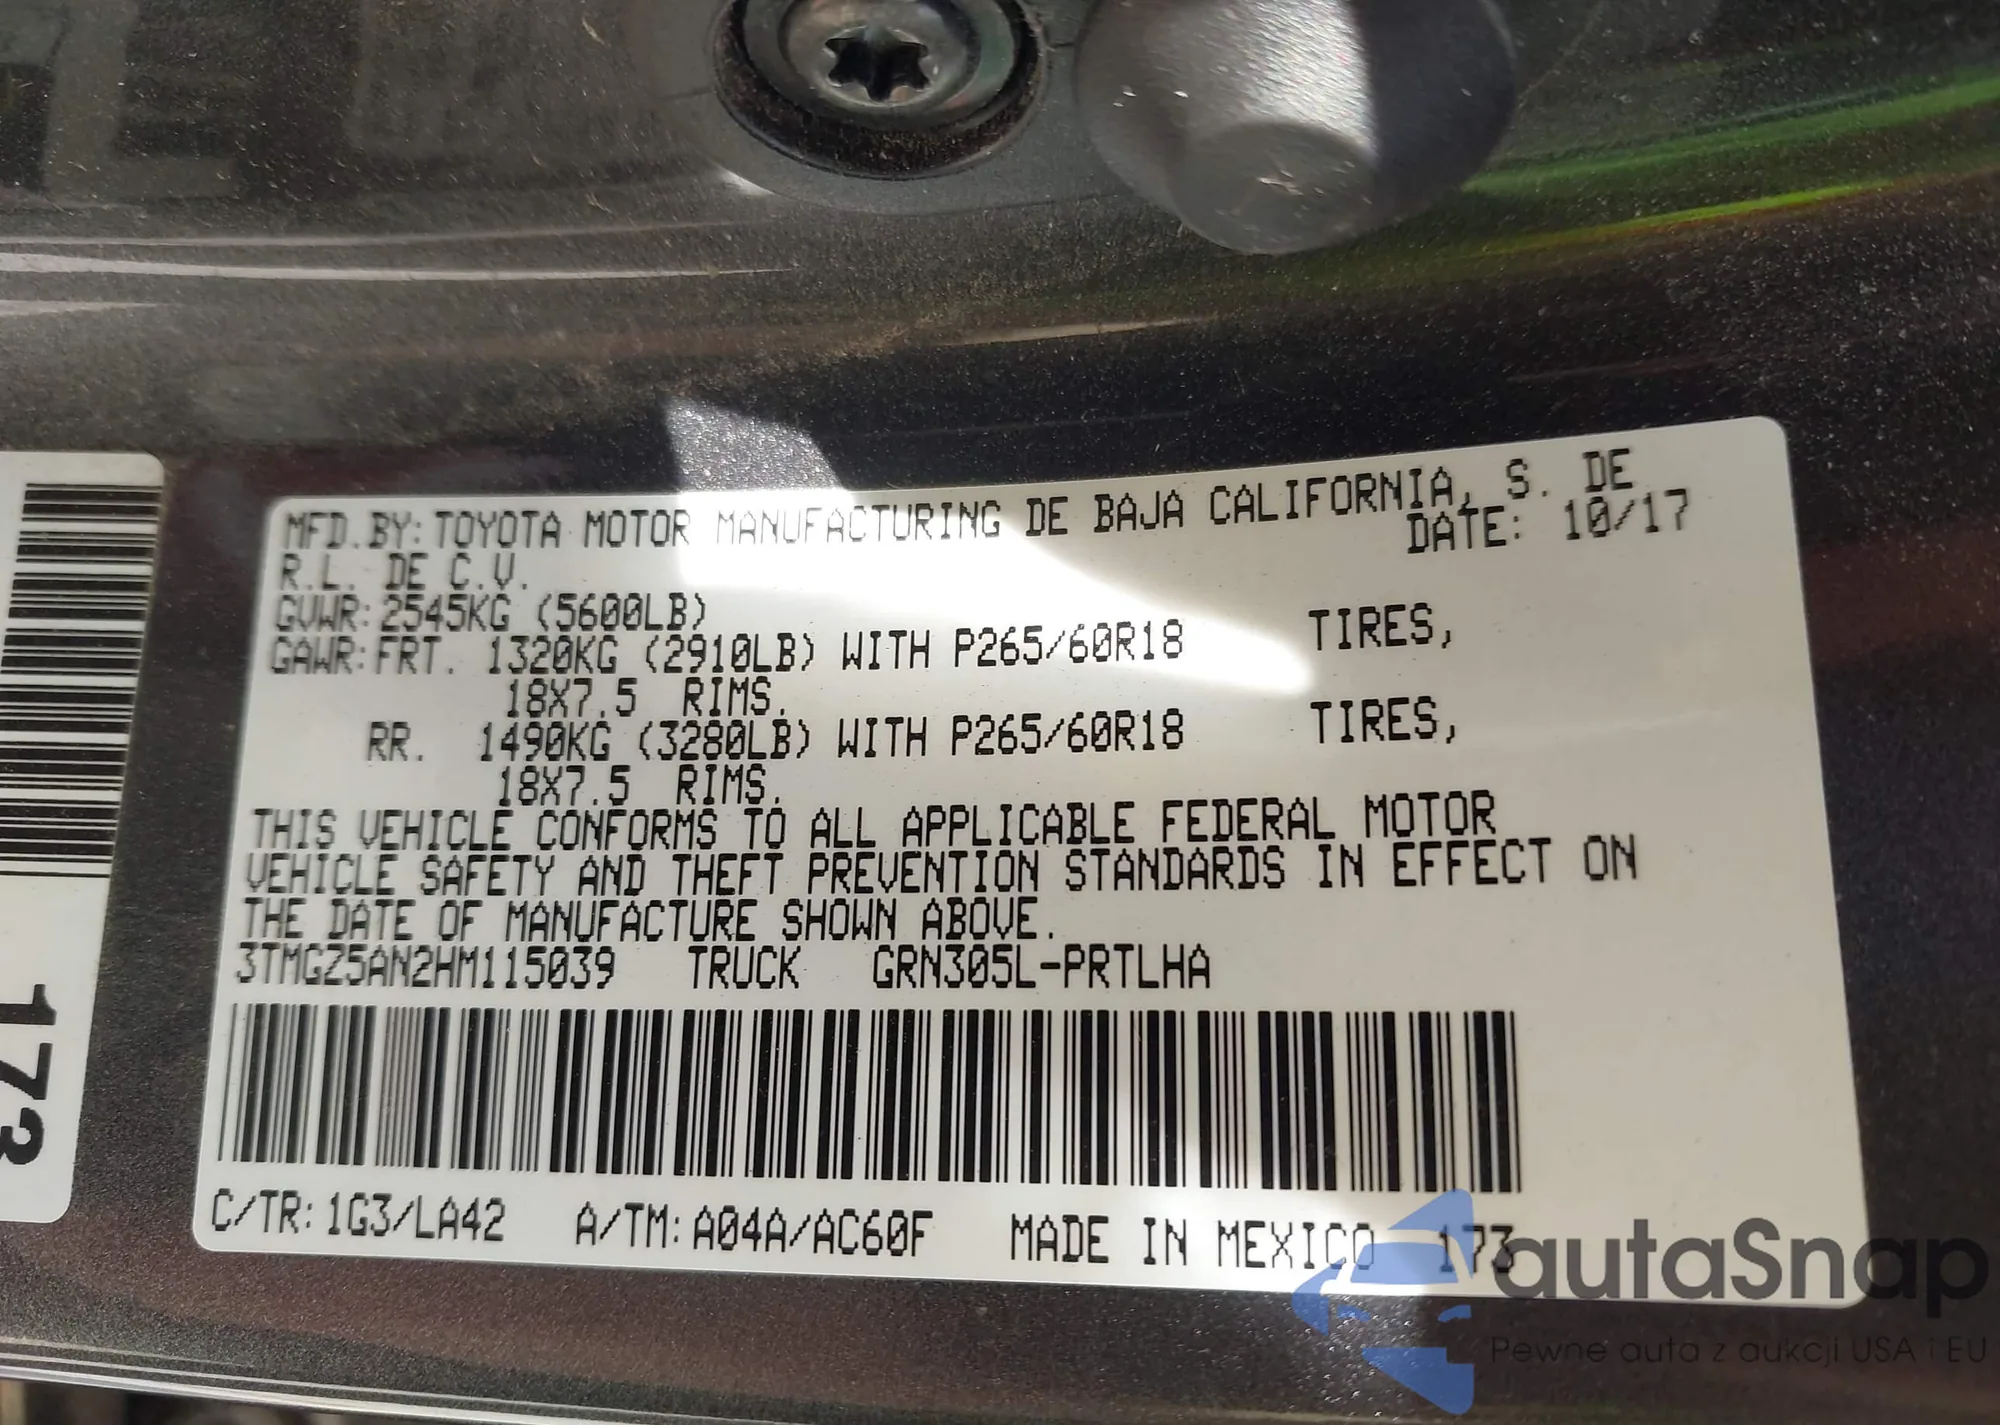 MFD.BY: TOYOTA MOTOR MANUFACTURING DE BAJA CALIFORNIA, S. DE
R.L. DE C.V. DATE: 10/17
GVWR: 2545KG (5600LB)
GAWR: FRT. 1320KG (2910LB) WITH P265/60R18 TIRES,
18X7.5 RIMS.
RR. 1490KG (3280LB) WITH P265/60R18 TIRES,
18X7.5 RIMS.
THIS VEHICLE CONFORMS TO ALL APPLICABLE FEDERAL MOTOR
VEHICLE SAFETY AND THEFT PREVENTION STANDARDS IN EFFECT ON
THE DATE OF MANUFACTURE SHOWN ABOVE.
3TMGZ5AN2HM115039 TRUCK GRN305L-PRTLHA
C/TR: 1G3/LA42 A/TM: A04A/AC60F MADE IN MEXICO 173
173
autaSnap
Pewne auta z aukcji USA i EU